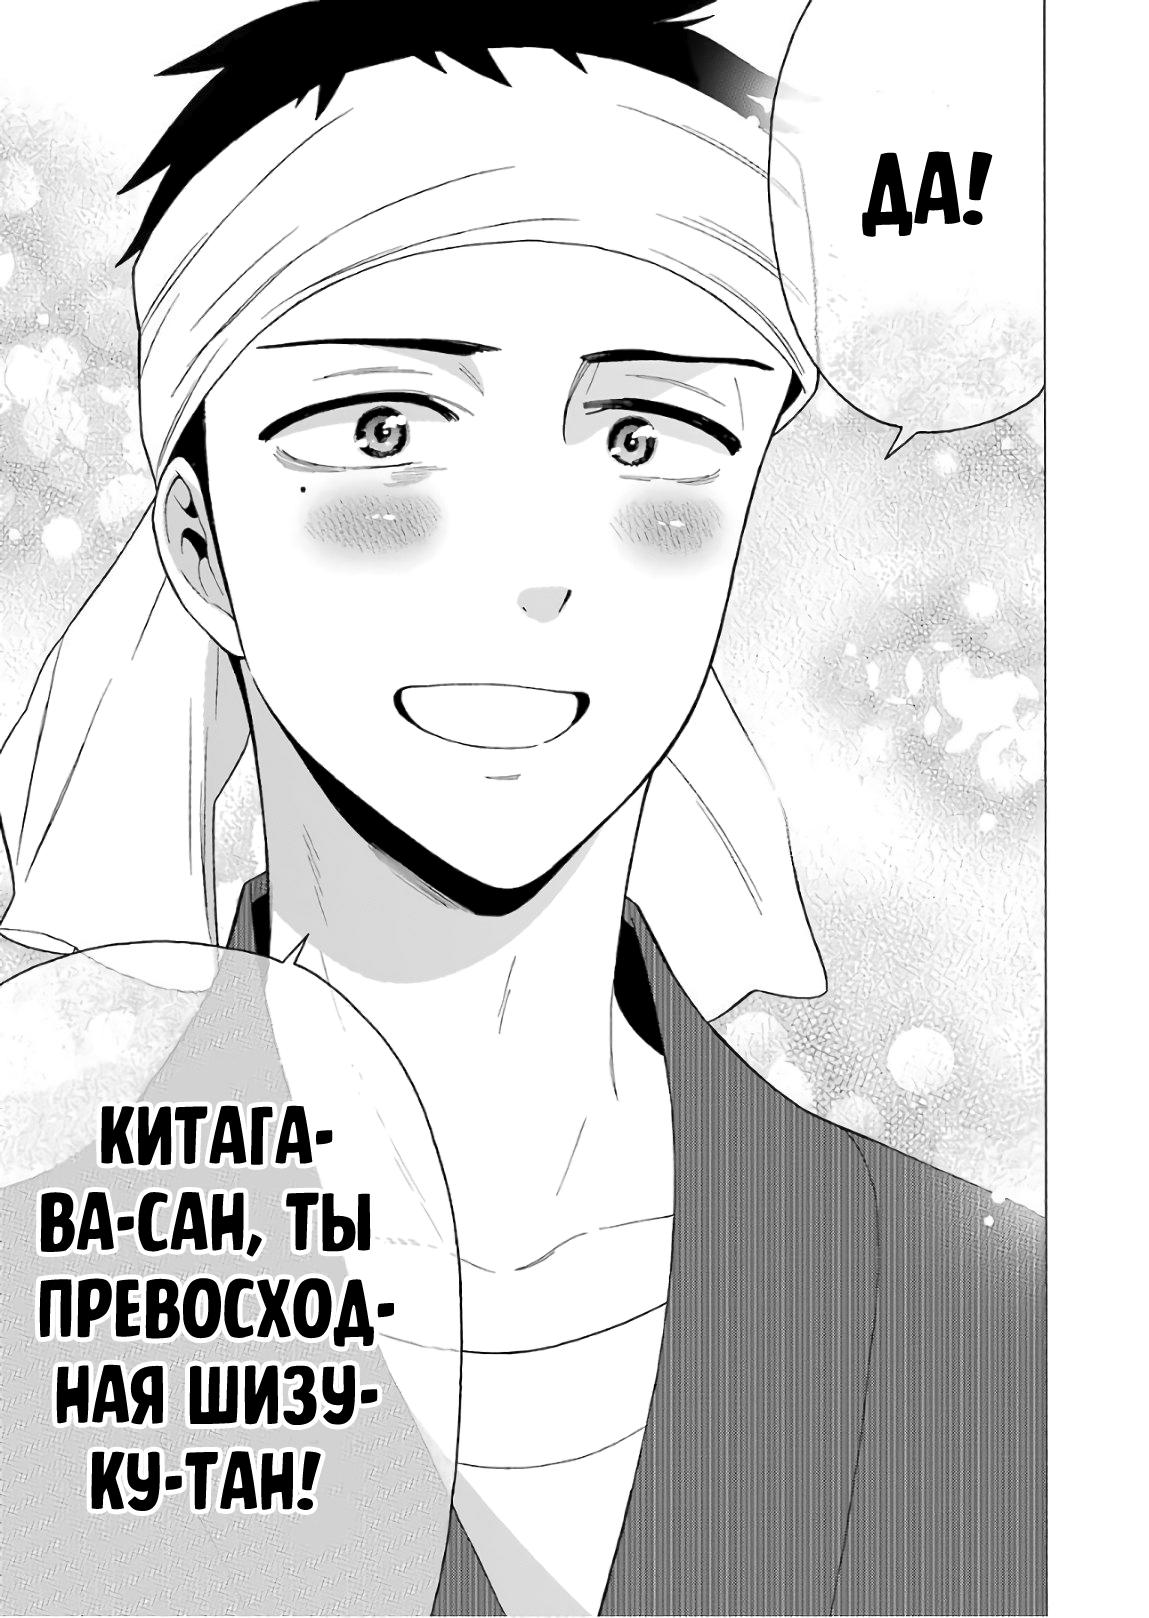 ДА!
КИТАГА-
ВА-САН, ТЫ
ПРЕВОСХОД-
НАЯ ШИЗУ-
КУ-ТАН!